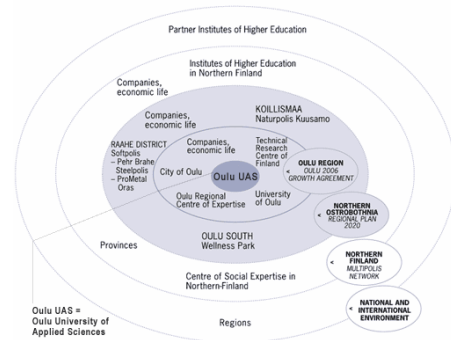 Partner Institutes of Higher Education
Institutes of Higher Education
in Northern Finland
Companies,
economic life
Companies,
economic life
KOILLISMAA
Naturpolis Kuusamo
RAAHE DISTRICT
Softpolis
– Pehr Brahe
Steelpolis
– ProMetal
Oras
Companies,
economic life
Technical
Research
Centre of
Finland
City of Oulu
Oulu UAS
< OULU REGION
OULU 2006
GROWTH AGREEMENT
Oulu Regional
Centre of Expertise
University
of Oulu
< NORTHERN
OSTROBOTHNIA
REGIONAL PLAN
2020
OULU SOUTH
Wellness Park
Provinces
< NORTHERN
FINLAND
MULTIPOLIS
NETWORK
Centre of Social Expertise in
Northern-Finland
< NATIONAL AND
INTERNATIONAL
ENVIRONMENT
Regions
Oulu UAS =
Oulu University of
Applied Sciences